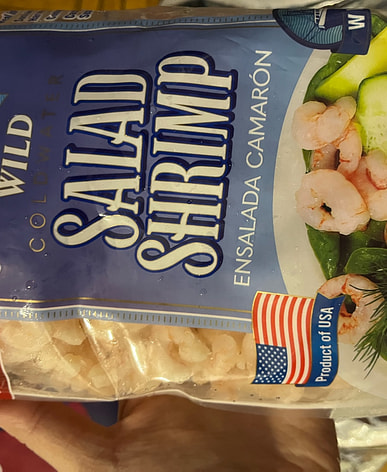 WILD
COLDWATER
SALAD
SHRIMP
ENSALADA CAMARÓN
Product of USA
W